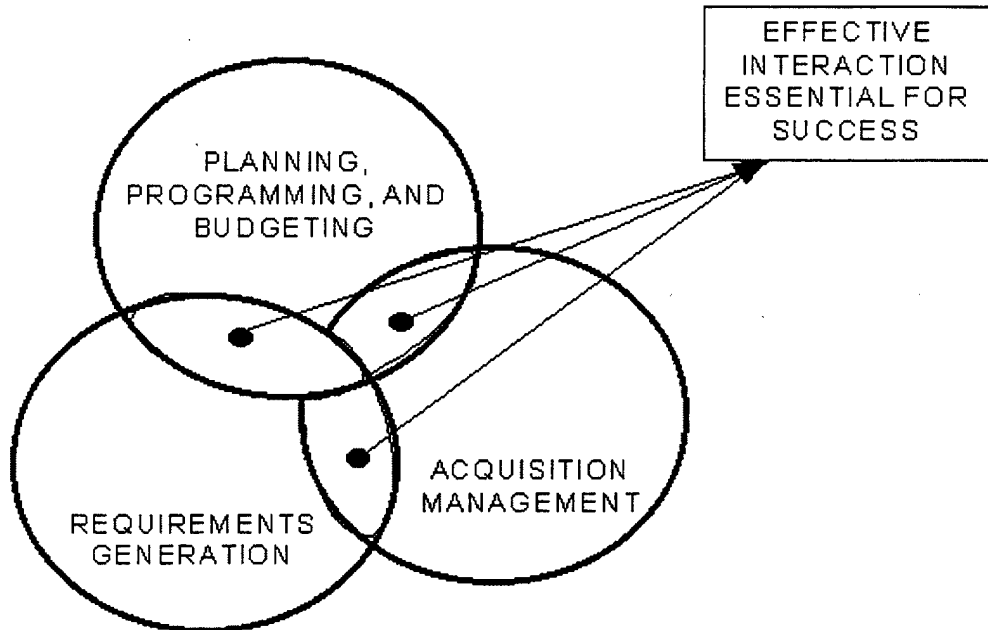 EFFECTIVE
INTERACTION
ESSENTIAL FOR
SUCCESS
PLANNING,
PROGRAMMING, AND
BUDGETING
ACQUISITION
MANAGEMENT
REQUIREMENTS
GENERATION